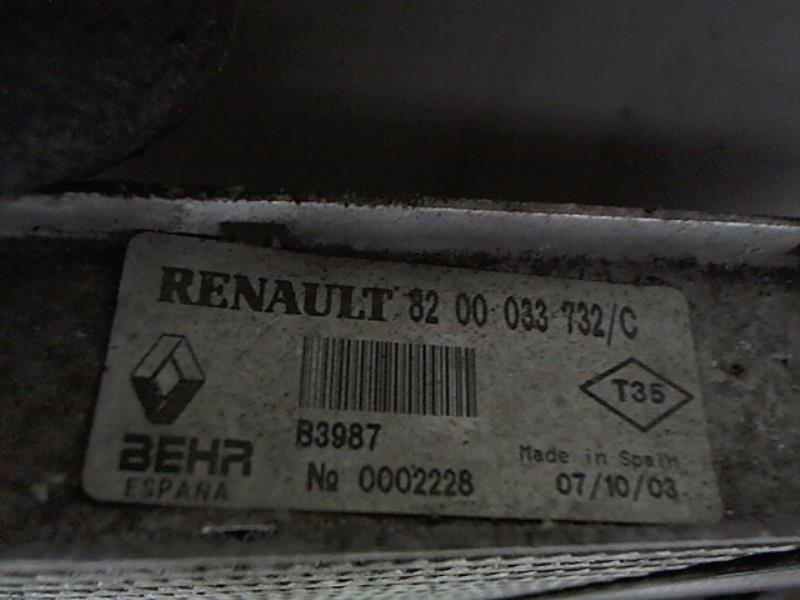 RENAULT 82 00 033 732/C
T35
B3987
BEHR
ESPAÑA
Nº 0002228
Made in Spain
07/10/03